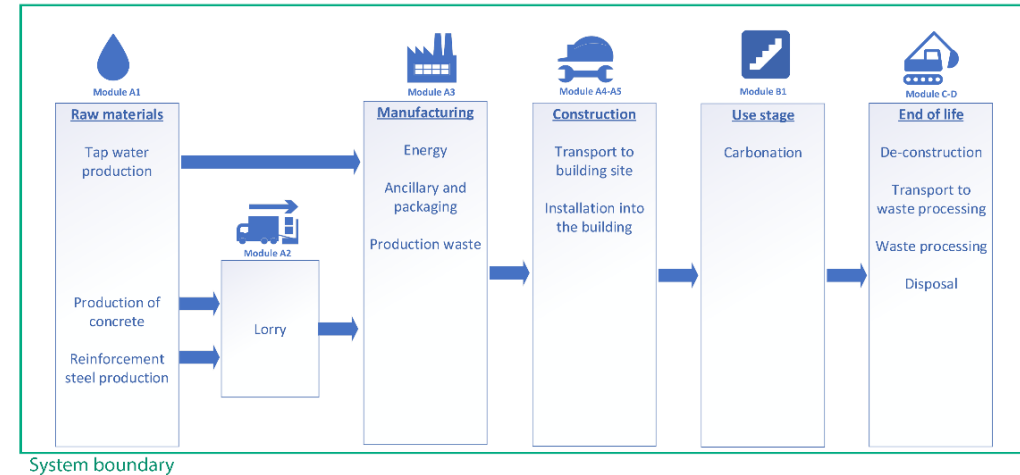 Module A1
Raw materials
Tap water
production
Production of
concrete
Reinforcement
steel production
Module A2
Lorry
Module A3
Manufacturing
Energy
Ancillary and
packaging
Production waste
Module A4-A5
Construction
Transport to
building site
Installation into
the building
Module B1
Use stage
Carbonation
Module C-D
End of life
De-construction
Transport to
waste processing
Waste processing
Disposal
System boundary